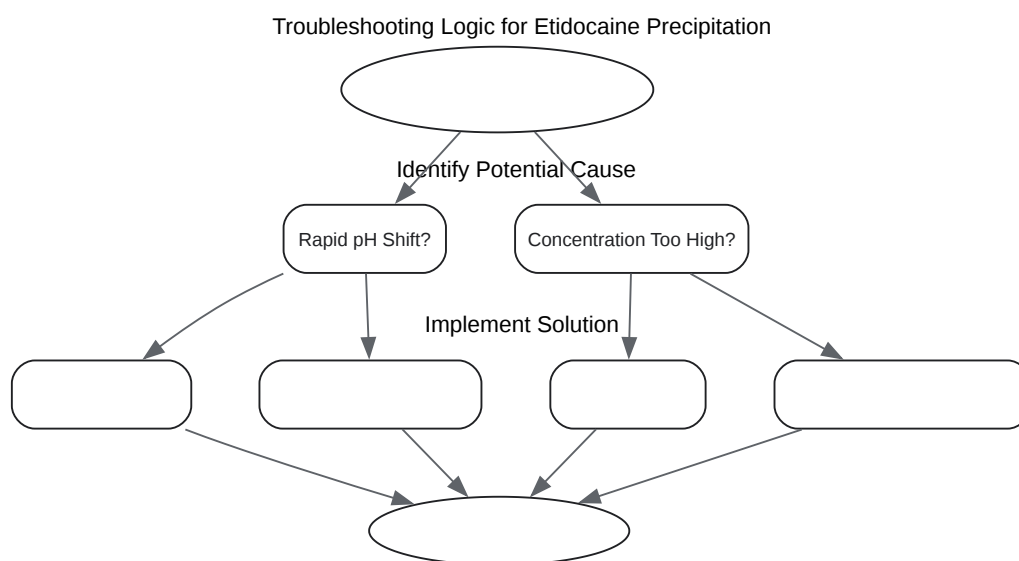 Troubleshooting Logic for Etidocaine Precipitation
Identify Potential Cause
Rapid pH Shift?
Concentration Too High?
Implement Solution